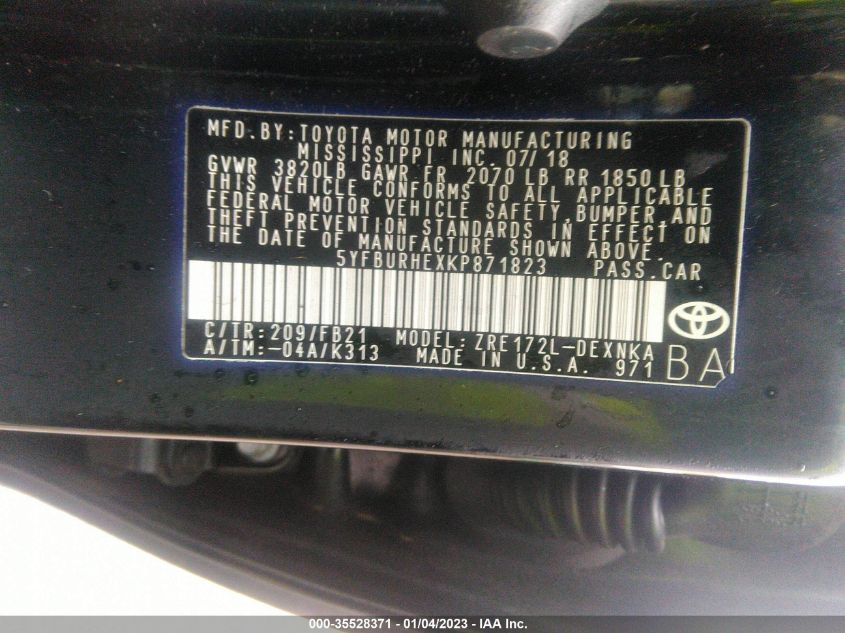 MFD.BY:TOYOTA MOTOR MANUFACTURING
MISSISSIPPI INC. 07/18
GVWR 3820LB GAWR FR 2070 LB RR 1850 LB
THIS VEHICLE CONFORMS TO ALL APPLICABLE
FEDERAL MOTOR VEHICLE SAFETY,BUMPER AND
THEFT PREVENTION STANDARDS IN EFFECT ON
THE DATE OF MANUFACTURE SHOWN ABOVE.
5YFBURHEXKP871823 PASS.CAR
C/TR:209/FB21 MODEL:ZRE172L-DEXNKA
A/TM:-04A/K313 MADE IN U.S.A. 971 BA
000-35528371 - 01/04/2023 - IAA Inc.